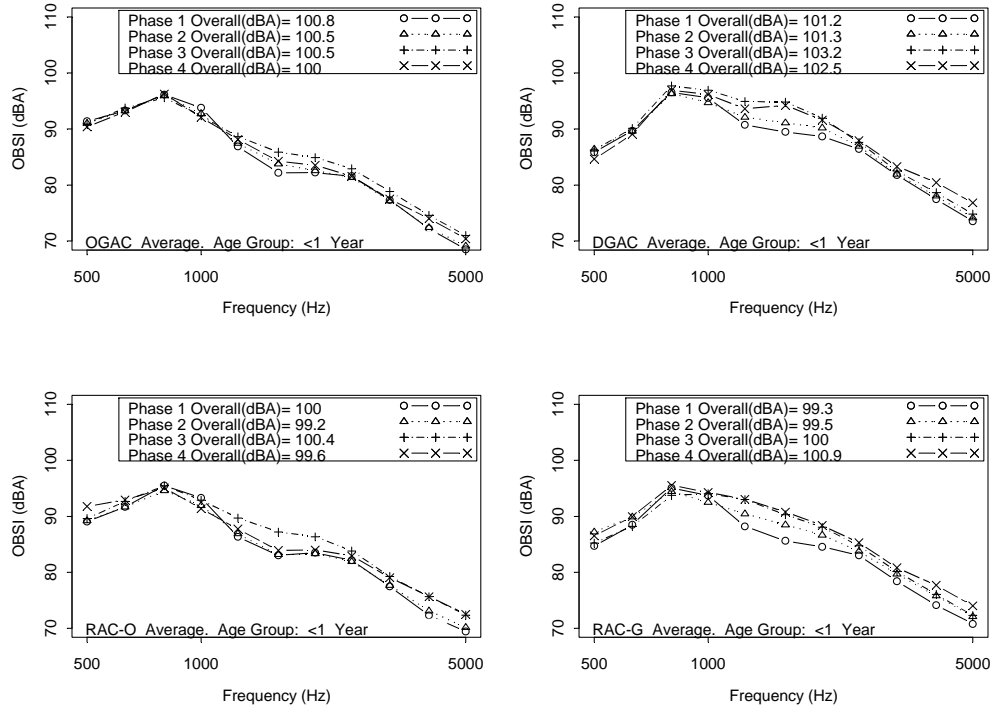 110
100
90
80
70
OBSI (dBA)
Phase 1 Overall(dBA)= 100.8
Phase 2 Overall(dBA)= 100.5
Phase 3 Overall(dBA)= 100.5
Phase 4 Overall(dBA)= 100
OGAC Average. Age Group: <1 Year
500 1000 5000
Frequency (Hz)
110
100
90
80
70
OBSI (dBA)
Phase 1 Overall(dBA)= 101.2
Phase 2 Overall(dBA)= 101.3
Phase 3 Overall(dBA)= 103.2
Phase 4 Overall(dBA)= 102.5
DGAC Average. Age Group: <1 Year
500 1000 5000
Frequency (Hz)
110
100
90
80
70
OBSI (dBA)
Phase 1 Overall(dBA)= 100
Phase 2 Overall(dBA)= 99.2
Phase 3 Overall(dBA)= 100.4
Phase 4 Overall(dBA)= 99.6
RAC-O Average. Age Group: <1 Year
500 1000 5000
Frequency (Hz)
110
100
90
80
70
OBSI (dBA)
Phase 1 Overall(dBA)= 99.3
Phase 2 Overall(dBA)= 99.5
Phase 3 Overall(dBA)= 100
Phase 4 Overall(dBA)= 100.9
RAC-G Average. Age Group: <1 Year
500 1000 5000
Frequency (Hz)